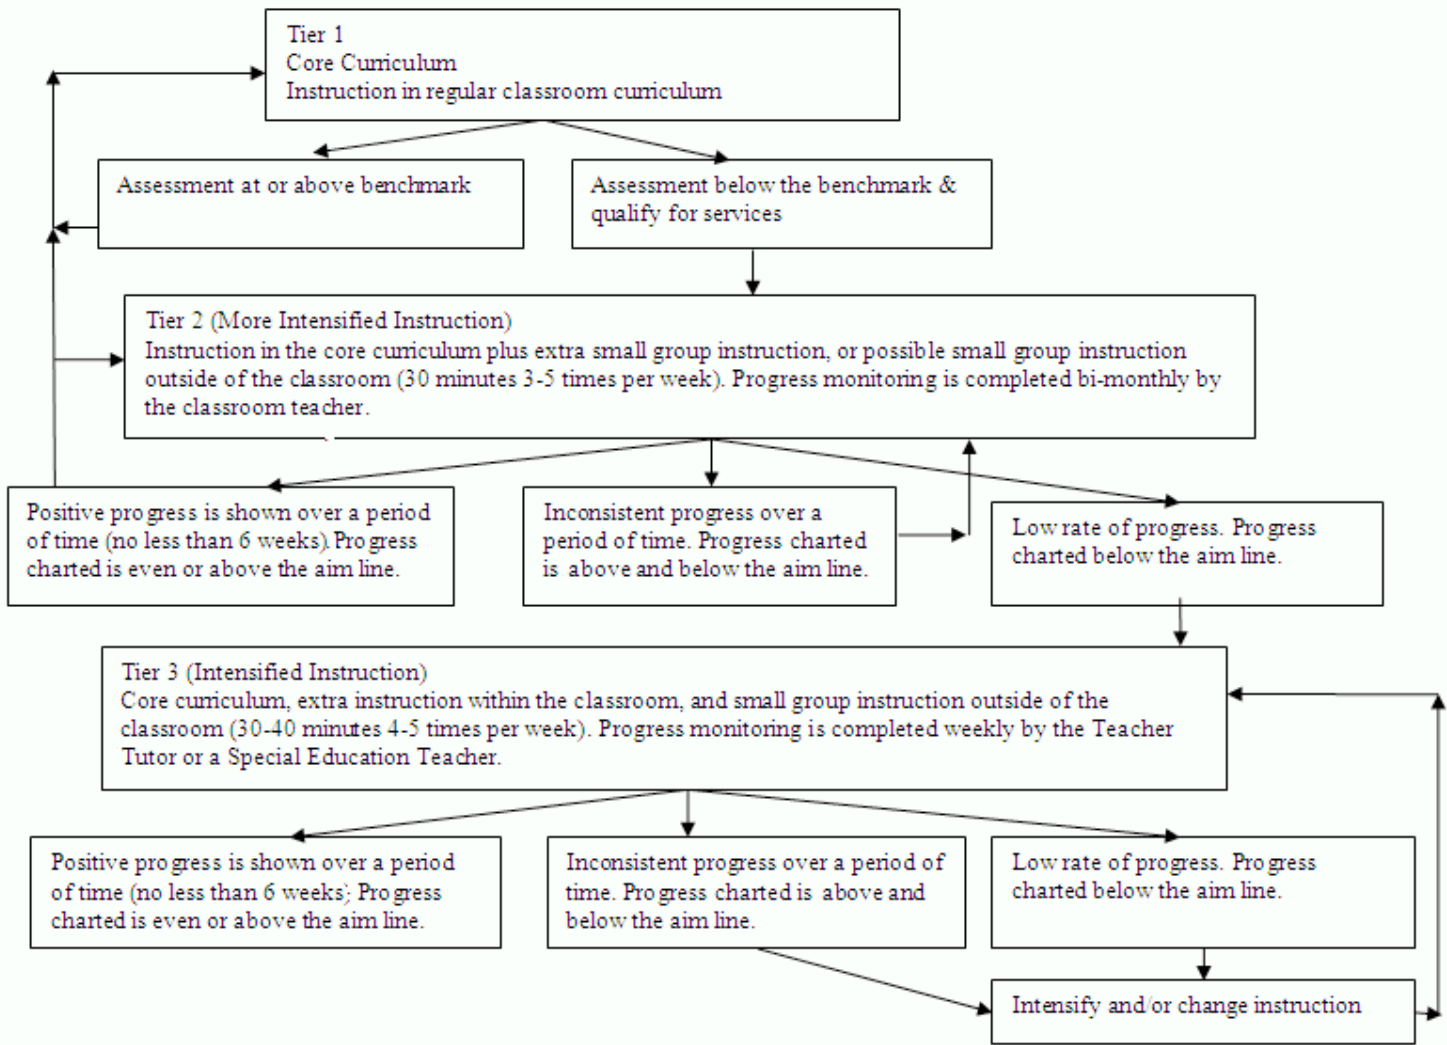 Tier 1
Core Curriculum
Instruction in regular classroom curriculum
Assessment at or above benchmark
Assessment below the benchmark &
qualify for services
Tier 2 (More Intensified Instruction)
Instruction in the core curriculum plus extra small group instruction, or possible small group instruction
outside of the classroom (30 minutes 3-5 times per week). Progress monitoring is completed bi-monthly by
the classroom teacher.
Positive progress is shown over a period
of time (no less than 6 weeks).Progress
charted is even or above the aim line.
Inconsistent progress over a
period of time. Progress charted
is above and below the aim line.
Low rate of progress. Progress
charted below the aim line.
Tier 3 (Intensified Instruction)
Core curriculum, extra instruction within the classroom, and small group instruction outside of the
classroom (30-40 minutes 4-5 times per week). Progress monitoring is completed weekly by the Teacher
Tutor or a Special Education Teacher.
Positive progress is shown over a period
of time (no less than 6 weeks; Progress
charted is even or above the aim line.
Inconsistent progress over a period of
time. Progress charted is above and
below the aim line.
Low rate of progress. Progress
charted below the aim line.
Intensify and/or change instruction